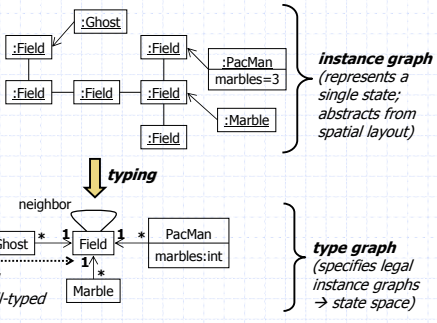 :Ghost
:Field
:Field
:PacMan
marbles=3
:Field
:Field
:Field
:Marble
:Field
instance graph
(represents a
single state;
abstracts from
spatial layout)
typing
neighbor
Ghost
*
1
Field
1
*
PacMan
marbles:int
1
*
Marble
-typed
type graph
(specifies legal
instance graphs
→ state space)